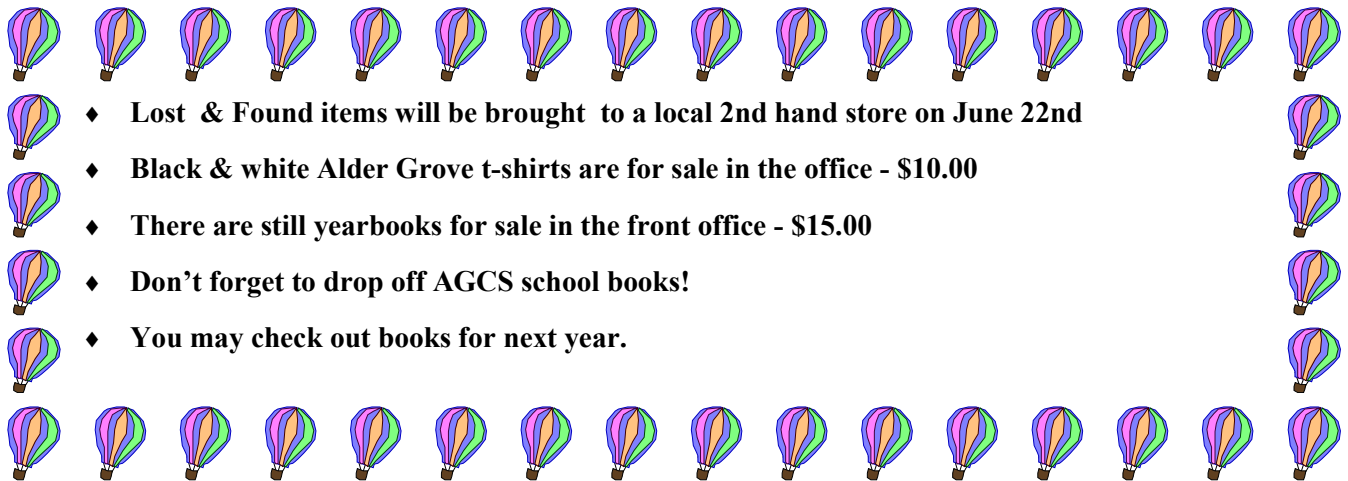 ♦ Lost & Found items will be brought to a local 2nd hand store on June 22nd
♦ Black & white Alder Grove t-shirts are for sale in the office - $10.00
♦ There are still yearbooks for sale in the front office - $15.00
♦ Don’t forget to drop off AGCS school books!
♦ You may check out books for next year.